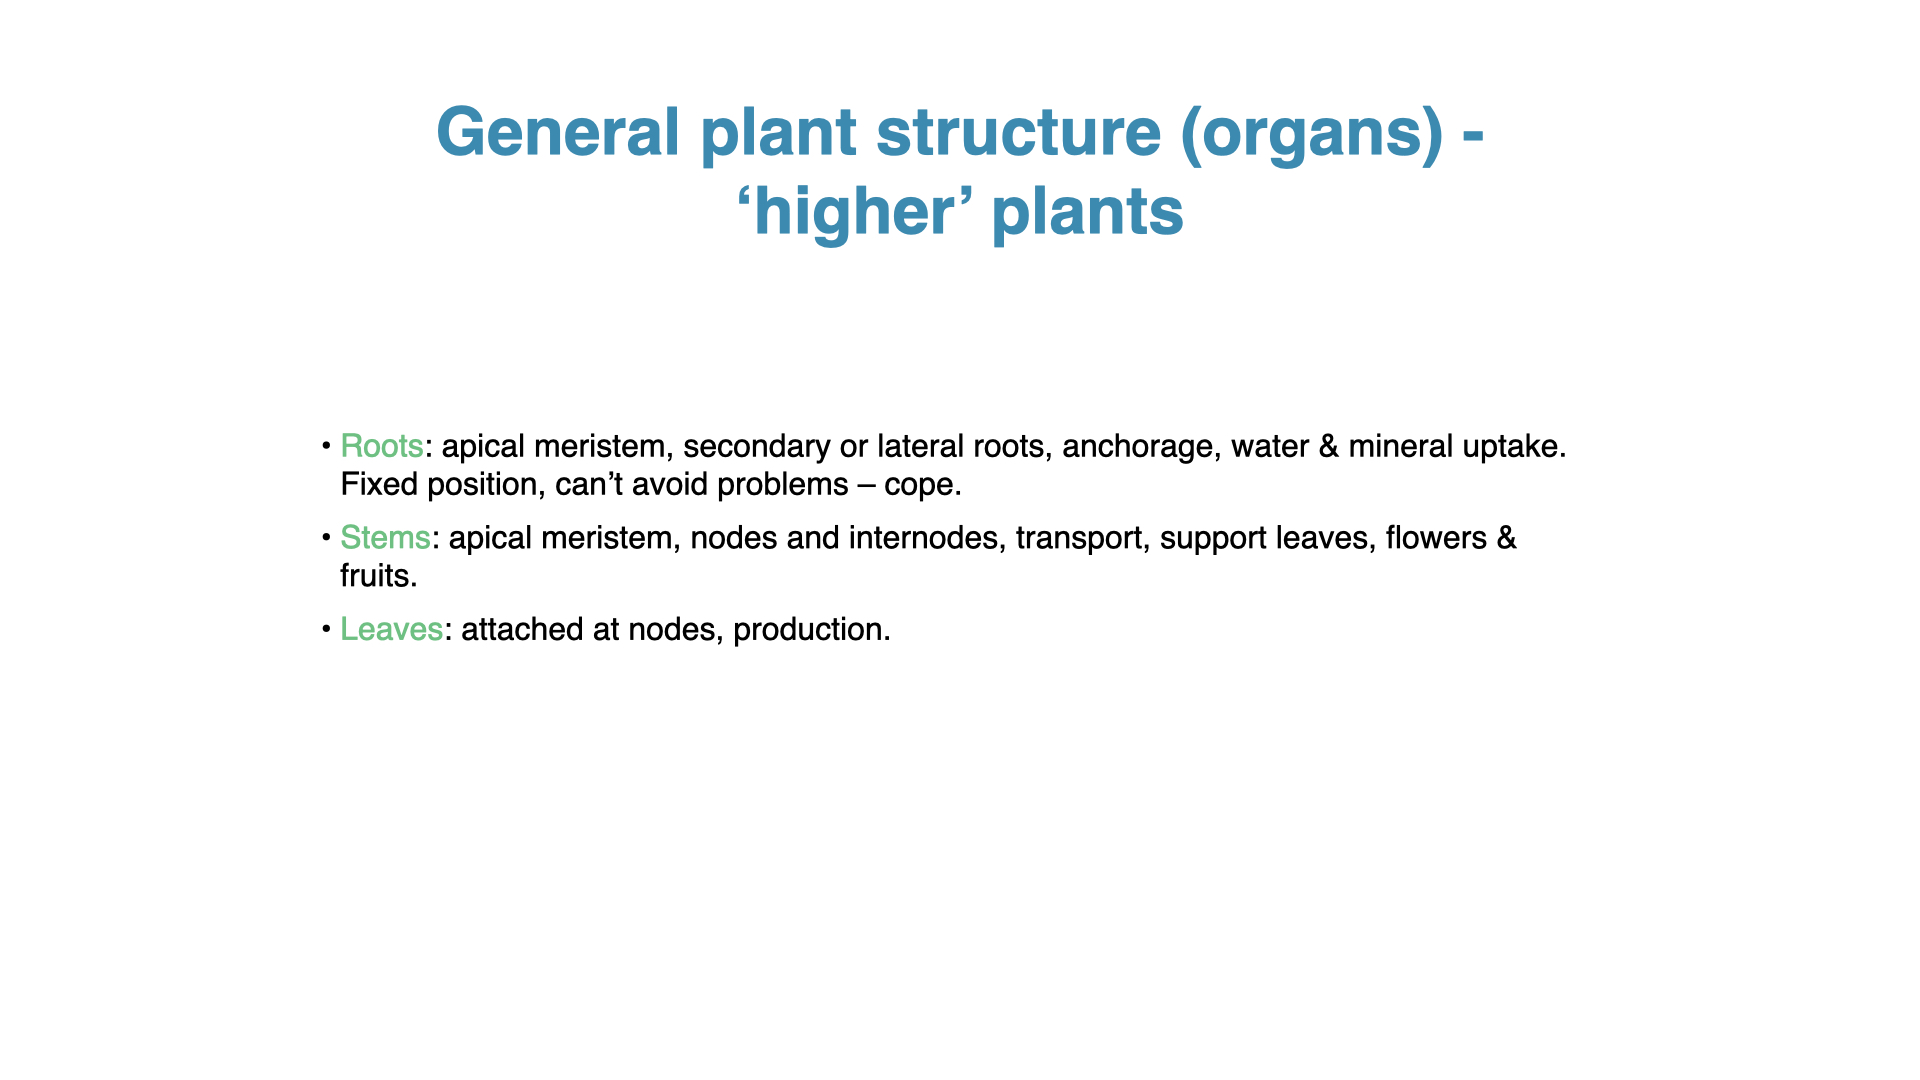 General plant structure (organs) -
‘higher’ plants
• Roots: apical meristem, secondary or lateral roots, anchorage, water & mineral uptake.
Fixed position, can’t avoid problems – cope.
• Stems: apical meristem, nodes and internodes, transport, support leaves, flowers &
fruits.
• Leaves: attached at nodes, production.